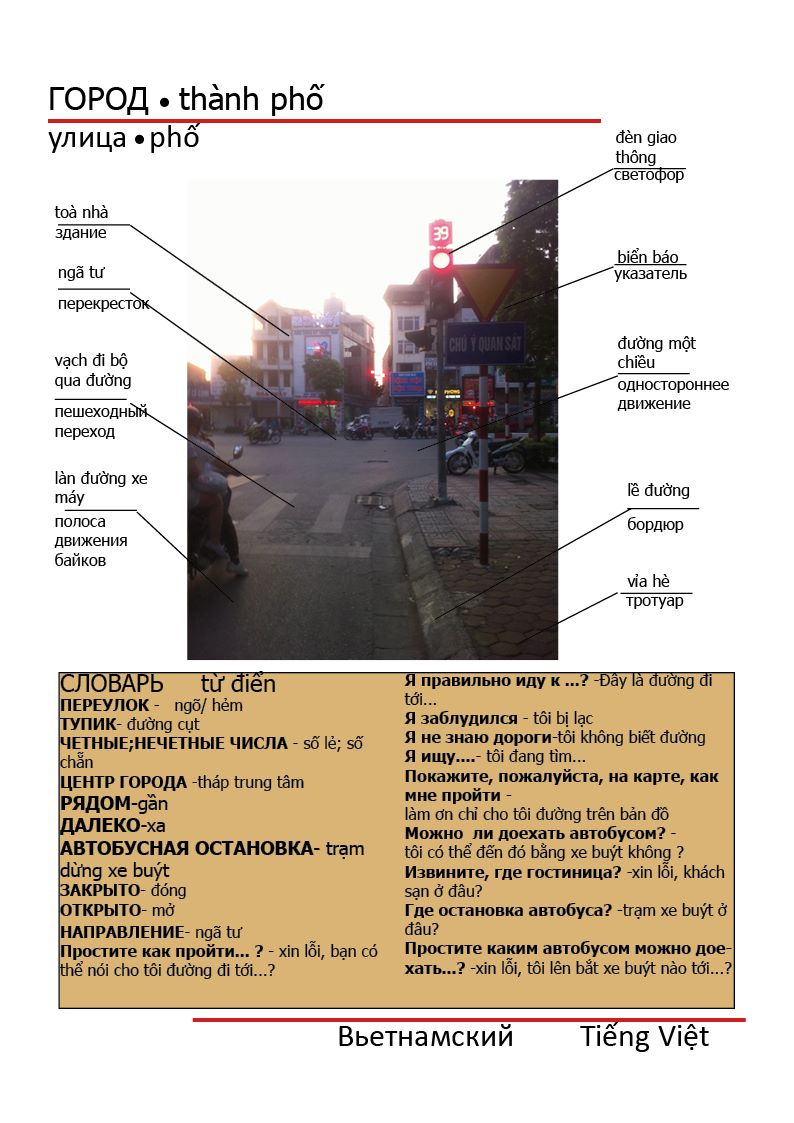 ГОРОД • thành phố
улица • phố
toà nhà
здание
ngã tư
перекресток
vạch đi bộ
qua đường
пешеходный
переход
làn đường xe
máy
полоса
движения
байков
39
CHÚ Ý QUAN SÁT
đèn giao
thông
светофор
biển báo
указатель
đường một
chiều
одностороннее
движение
lề đường
бордюр
vỉa hè
тротуар
СЛОВАРЬ từ điển
ПЕРЕУЛОК - ngõ/ hẻm
ТУПИК- đường cụt
ЧЕТНЫЕ;НЕЧЕТНЫЕ ЧИСЛА - số lẻ; số
chẵn
ЦЕНТР ГОРОДА -tháp trung tâm
РЯДОМ-gần
ДАЛЕКО-xa
АВТОБУСНАЯ ОСТАНОВКА- trạm
dừng xe buýt
ЗАКРЫТО- đóng
ОТКРЫТО- mở
НАПРАВЛЕНИЕ- ngã tư
Простите как пройти... ? - xin lỗi, bạn có
thể nói cho tôi đường đi tới...?
Я правильно иду к ...? -Đây là đường đi
tới...
Я заблудился - tôi bị lạc
Я не знаю дороги-tôi không biết đường
Я ищу....- tôi đang tìm...
Покажите, пожалуйста, на карте, как
мне пройти -
làm ơn chỉ cho tôi đường trên bản đồ
Можно ли доехать автобусом? -
tôi có thể đến đó bằng xe buýt không ?
Извините, где гостиница? -xin lỗi, khách
sạn ở đâu?
Где остановка автобуса? -trạm xe buýt ở
đâu?
Простите каким автобусом можно дое-
хать...? -xin lỗi, tôi lên bắt xe buýt nào tới...?
Вьетнамский Tiếng Việt